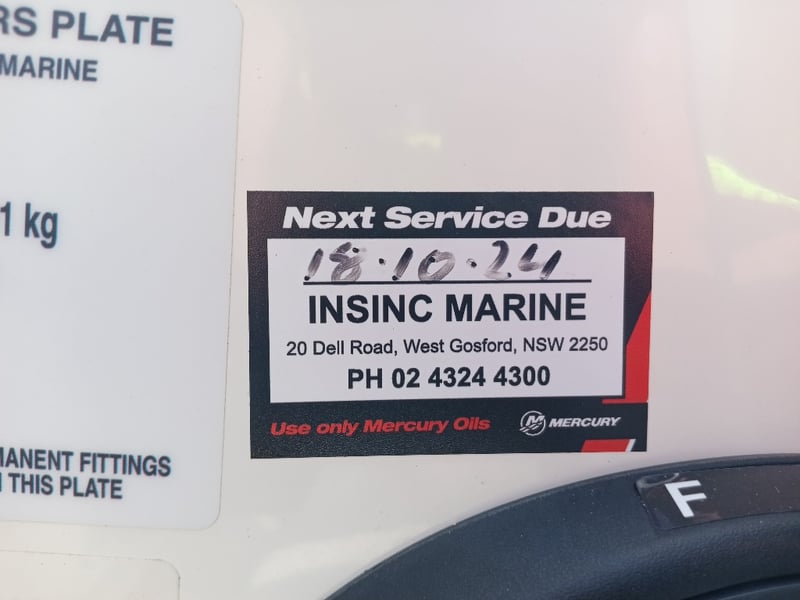 RS PLATE
MARINE
1 kg
MANENT FITTINGS
THIS PLATE
Next Service Due
18.10.24
INSINC MARINE
20 Dell Road, West Gosford, NSW 2250
PH 02 4324 4300
Use only Mercury Oils
MERCURY
F